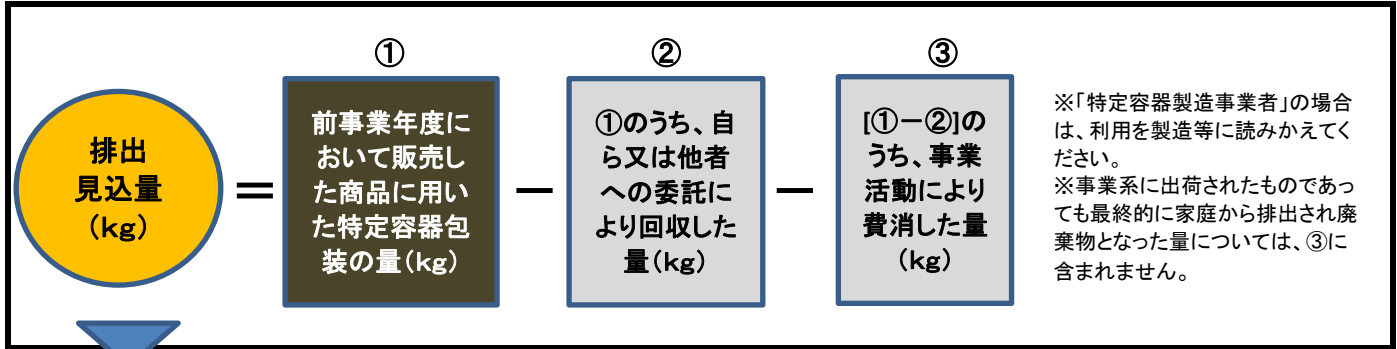 ①
②
③
排出
見込量
(kg)
＝
前事業年度に
おいて販売し
た商品に用い
た特定容器包
装の量(kg)
－
①のうち、自
ら又は他者
への委託に
より回収した
量(kg)
－
[①－②]の
うち、事業
活動により
費消した量
(kg)
※「特定容器製造事業者」の場合
は、利用を製造等に読みかえてく
ださい。
※事業系に出荷されたものであっ
ても最終的に家庭から排出され廃
棄物となった量については、③に
含まれません。